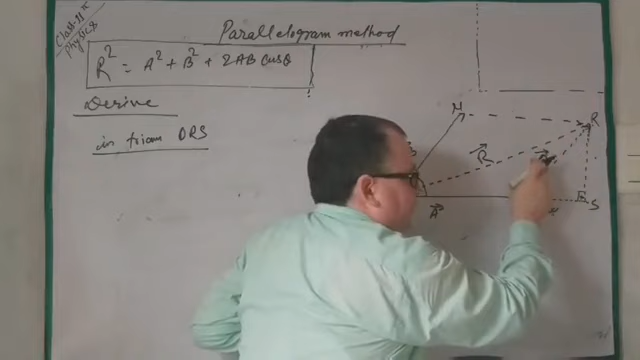 Class-11th
Physics
Parallelogram method
R² = A² + B² + 2AB Cosθ
Derive
in triam ORS
M
R
R
A
S